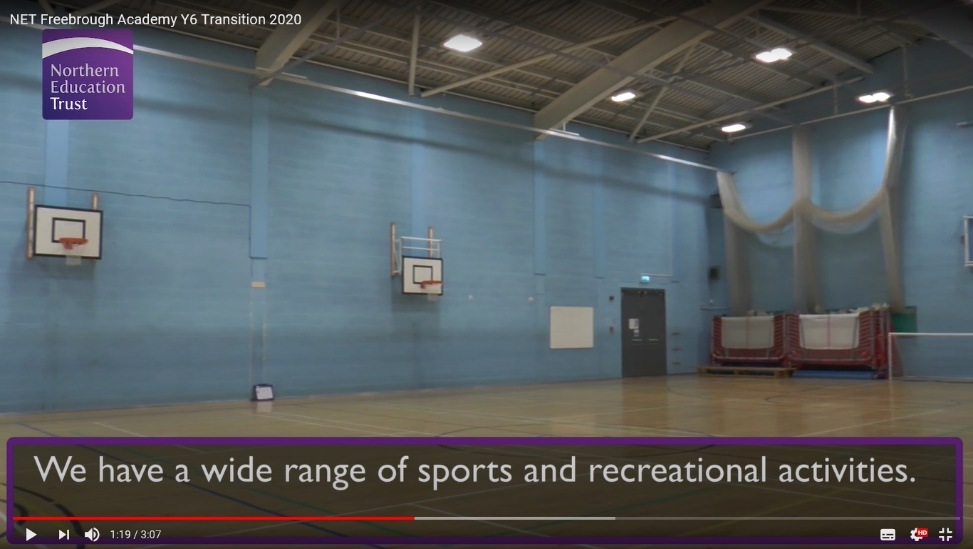 NET Freebrough Academy Y6 Transition 2020
Northern
Education
Trust
We have a wide range of sports and recreational activities.
1:19 / 3:07
HD